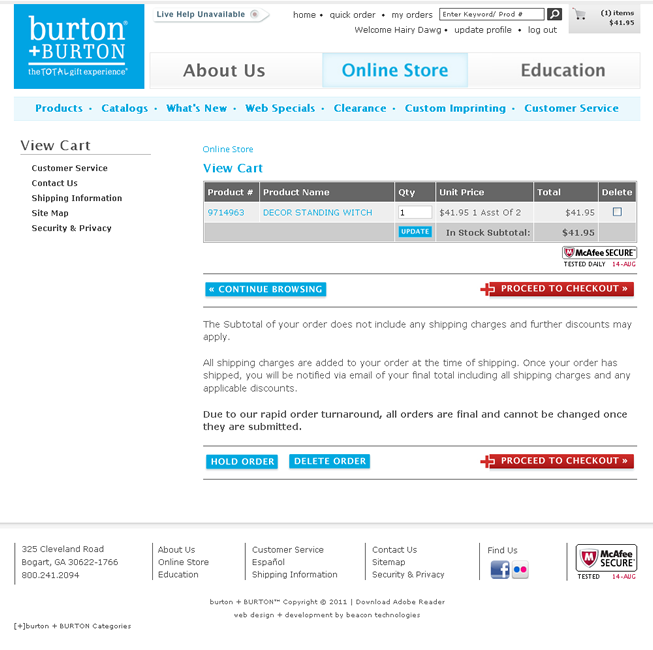 burton®
+BURTON
the TOTAL gift experience®
Live Help Unavailable
home • quick order • my orders
Enter Keyword/ Prod #
(1) items
$41.95
Welcome Hairy Dawg • update profile • log out
About Us
Online Store
Education
Products • Catalogs • What's New • Web Specials • Clearance • Custom Imprinting • Customer Service
View Cart
Customer Service
Contact Us
Shipping Information
Site Map
Security & Privacy
Online Store
View Cart
Product # Product Name Qty Unit Price Total Delete
9714963 DECOR STANDING WITCH 1 $41.95 1 Asst Of 2 $41.95
UPDATE In Stock Subtotal: $41.95
McAfee SECURE™
TESTED DAILY 14-AUG
« CONTINUE BROWSING
PROCEED TO CHECKOUT »
The Subtotal of your order does not include any shipping charges and further discounts may
apply.
All shipping charges are added to your order at the time of shipping. Once your order has
shipped, you will be notified via email of your final total including all shipping charges and any
applicable discounts.
Due to our rapid order turnaround, all orders are final and cannot be changed once
they are submitted.
HOLD ORDER
DELETE ORDER
PROCEED TO CHECKOUT »
325 Cleveland Road
Bogart, GA 30622-1766
800.241.2094
About Us
Online Store
Education
Customer Service
Español
Shipping Information
Contact Us
Sitemap
Security & Privacy
Find Us
f
McAfee
SECURE™
TESTED 14-AUG
burton + BURTON™ Copyright © 2011 | Download Adobe Reader
web design + development by beacon technologies
[+]burton + BURTON Categories